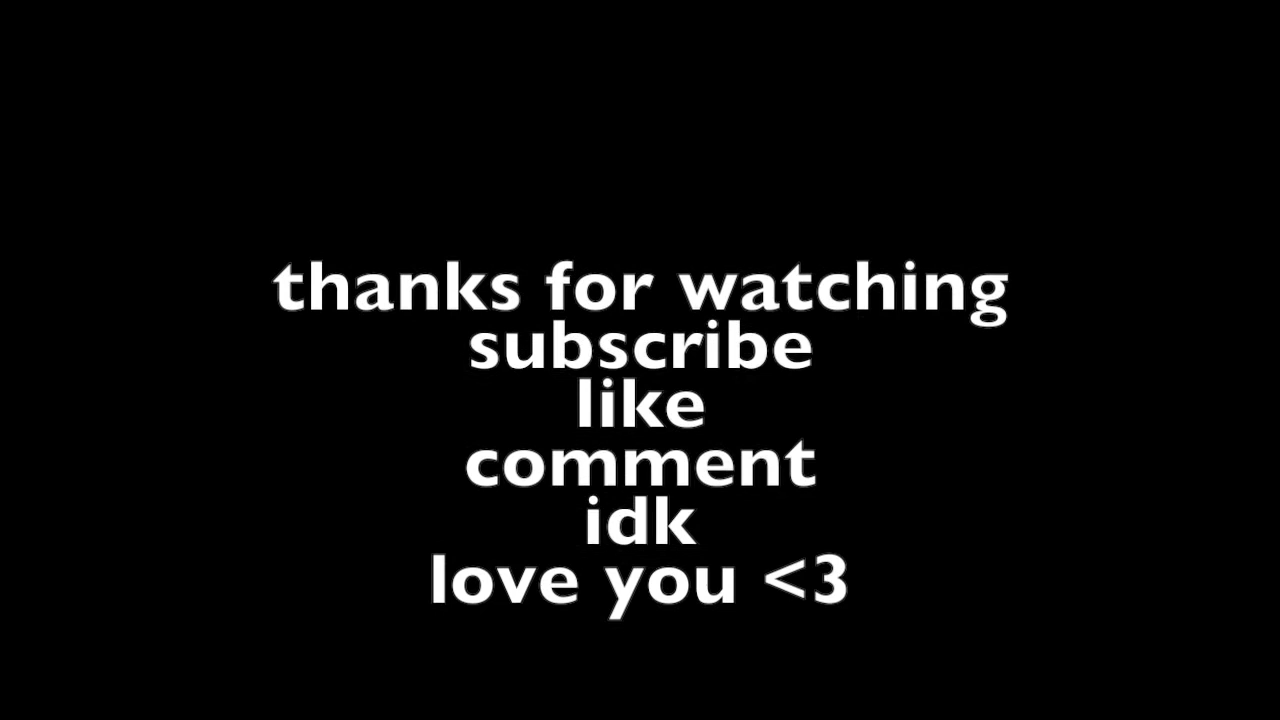 thanks for watching
subscribe
like
comment
idk
love you <3